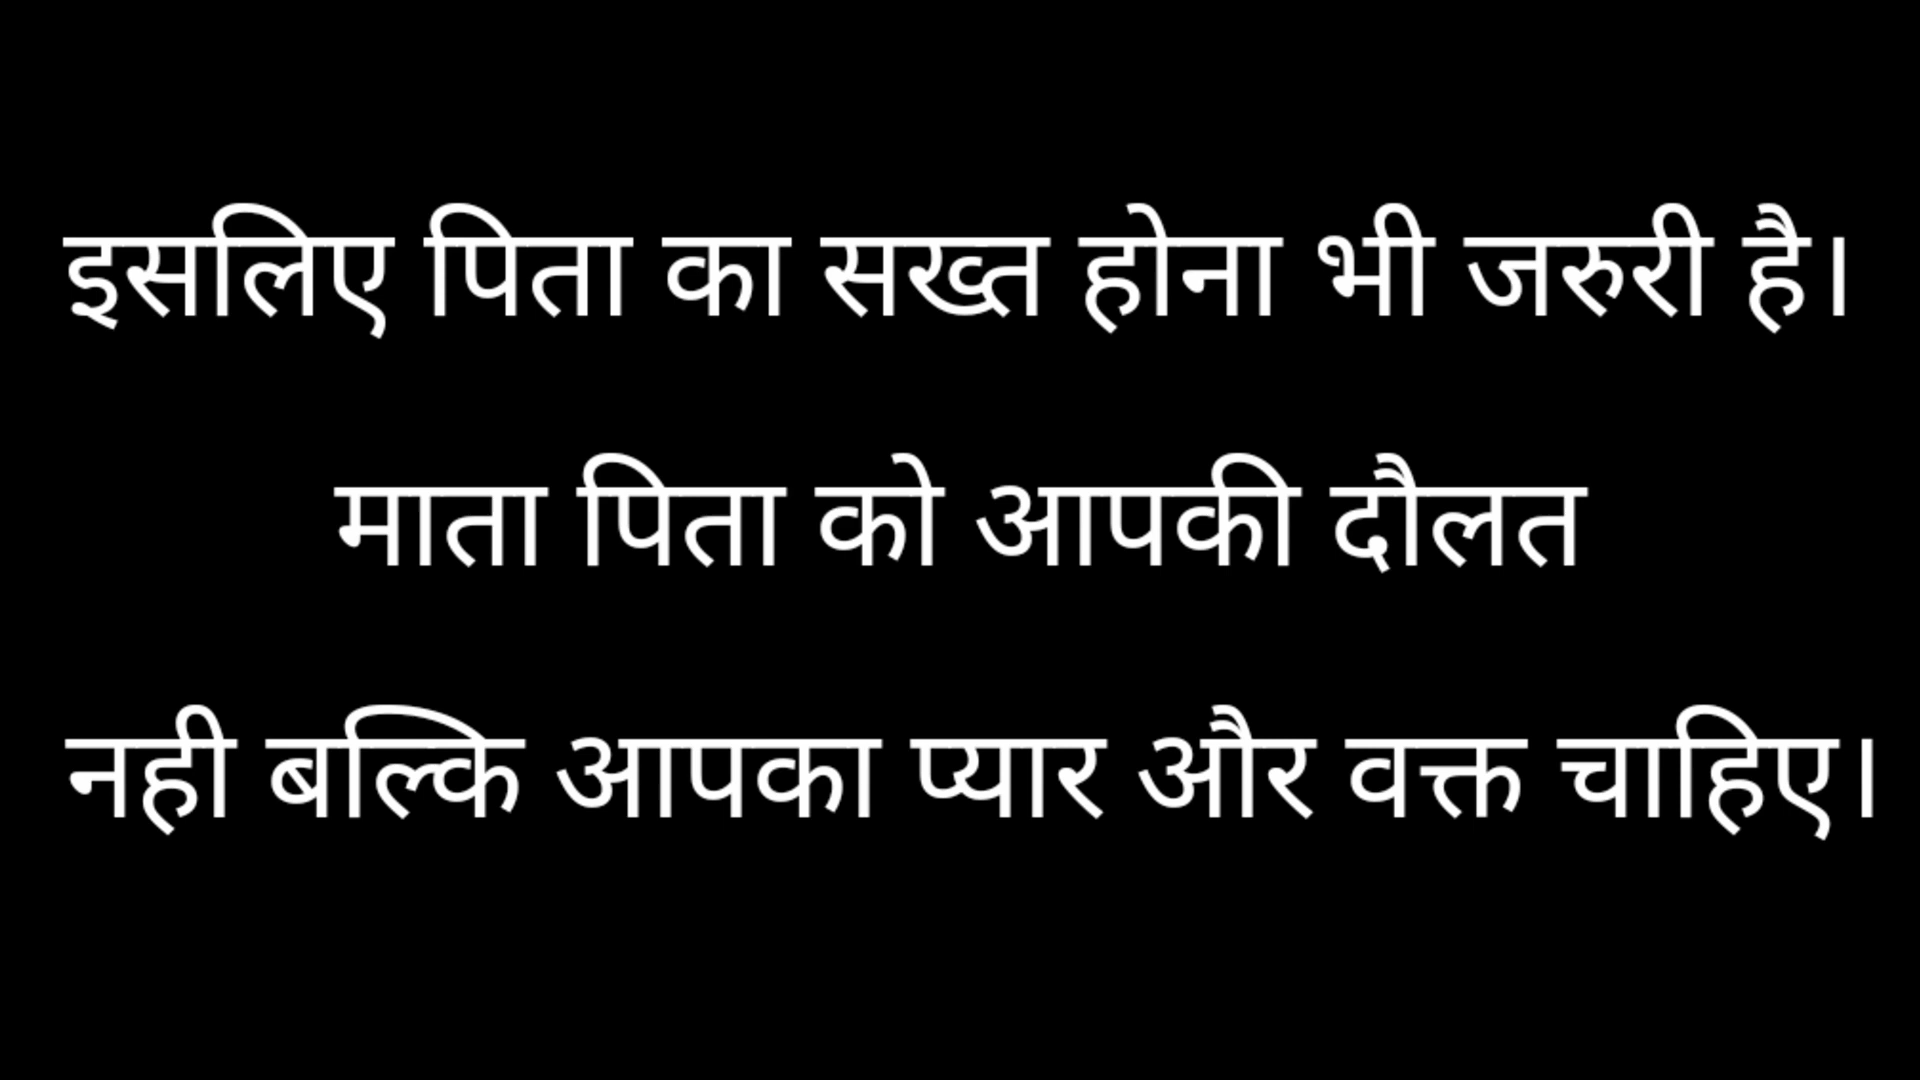 इसलिए पिता का सख्त होना भी जरुरी है।
माता पिता को आपकी दौलत
नही बल्कि आपका प्यार और वक्त चाहिए।